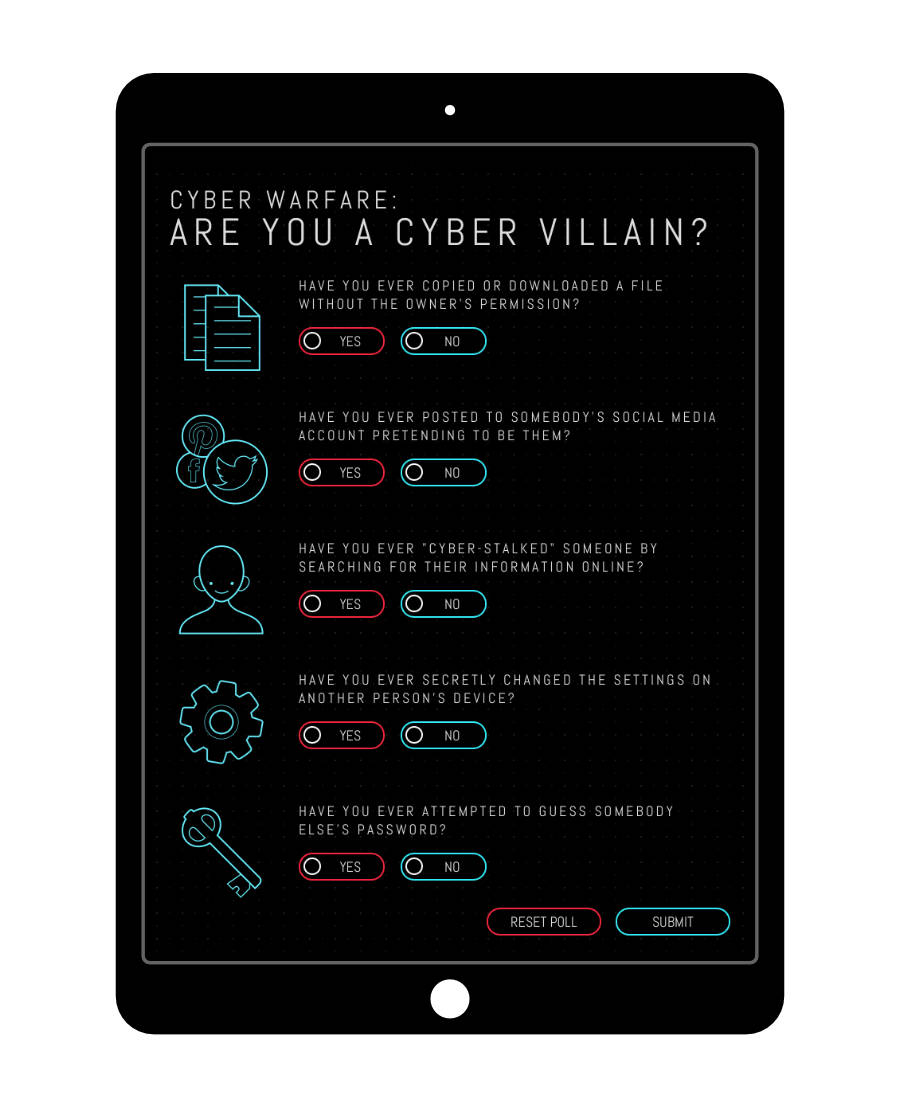 CYBER WARFARE:
ARE YOU A CYBER VILLAIN?
HAVE YOU EVER COPIED OR DOWNLOADED A FILE
WITHOUT THE OWNER'S PERMISSION?
YES NO
HAVE YOU EVER POSTED TO SOMEBODY'S SOCIAL MEDIA
ACCOUNT PRETENDING TO BE THEM?
YES NO
HAVE YOU EVER "CYBER-STALKED" SOMEONE BY
SEARCHING FOR THEIR INFORMATION ONLINE?
YES NO
HAVE YOU EVER SECRETLY CHANGED THE SETTINGS ON
ANOTHER PERSON'S DEVICE?
YES NO
HAVE YOU EVER ATTEMPTED TO GUESS SOMEBODY
ELSE'S PASSWORD?
YES NO
RESET POLL SUBMIT